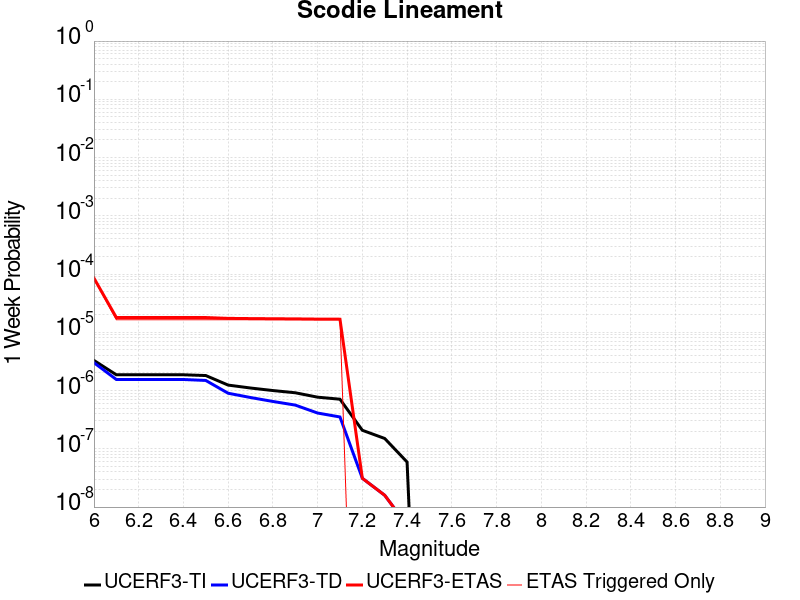 Scodie Lineament
10^0
10^-1
10^-2
10^-3
10^-4
10^-5
10^-6
10^-7
10^-8
1 Week Probability
6 6.2 6.4 6.6 6.8 7 7.2 7.4 7.6 7.8 8 8.2 8.4 8.6 8.8 9
Magnitude
UCERF3-TI UCERF3-TD UCERF3-ETAS ETAS Triggered Only